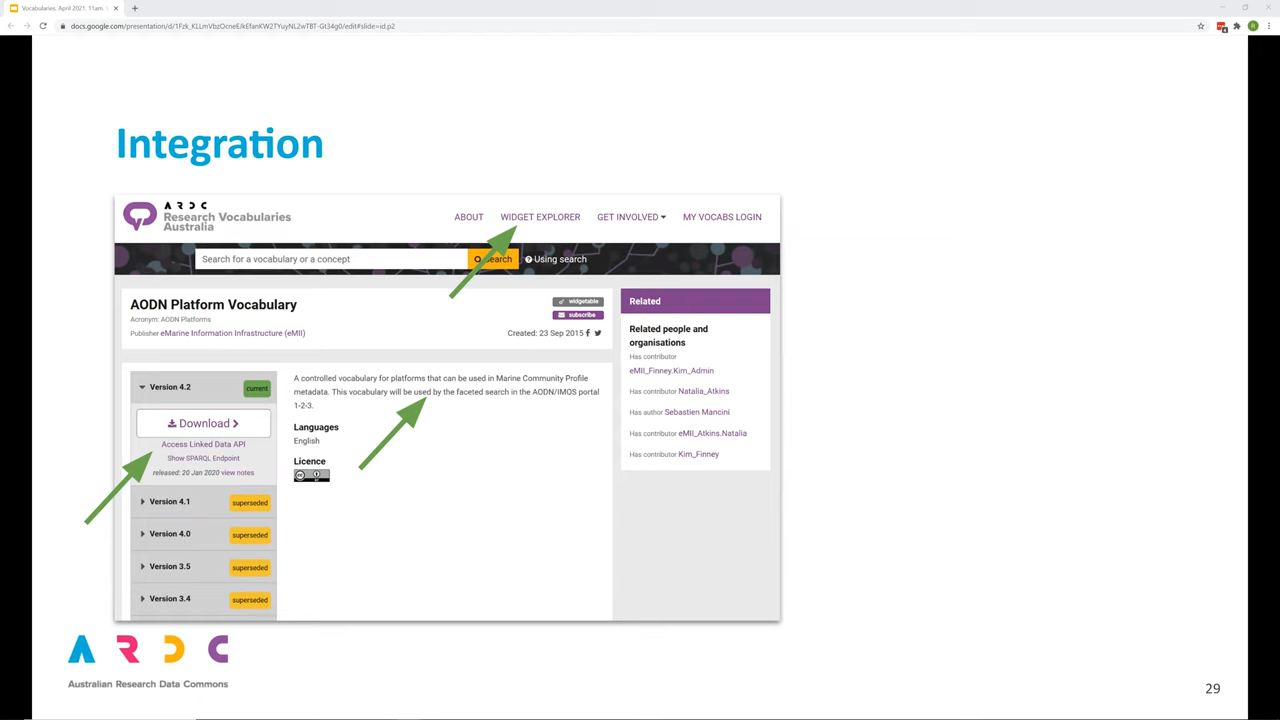 Vocabularies. April 2021. 11am.
docs.google.com/presentation/d/1Fzk_KLLmVbzOcneEJkEfanKW2TYuyNL2wTBT-Gt34g0/edit#slide=id.p2
Integration
ARDC
Research Vocabularies
Australia
ABOUT WIDGET EXPLORER GET INVOLVED MY VOCABS LOGIN
Search for a vocabulary or a concept Search Using search
AODN Platform Vocabulary
widgetable
Acronym: AODN Platforms
subscribe
Publisher eMarine Information Infrastructure (eMII)
Created: 23 Sep 2015
Version 4.2 current
Download
Access Linked Data API
Show SPARQL Endpoint
released: 20 Jan 2020 view notes
Version 4.1 superseded
Version 4.0 superseded
Version 3.5 superseded
Version 3.4 superseded
A controlled vocabulary for platforms that can be used in Marine Community Profile
metadata. This vocabulary will be used by the faceted search in the AODN/IMOS portal
1-2-3.
Languages
English
Licence
BY
Related
Related people and
organisations
Has contributor
eMII_Finney.Kim_Admin
Has contributor Natalia_Atkins
Has author Sebastien Mancini
Has contributor eMII_Atkins.Natalia
Has contributor Kim_Finney
ARDC
Australian Research Data Commons
29